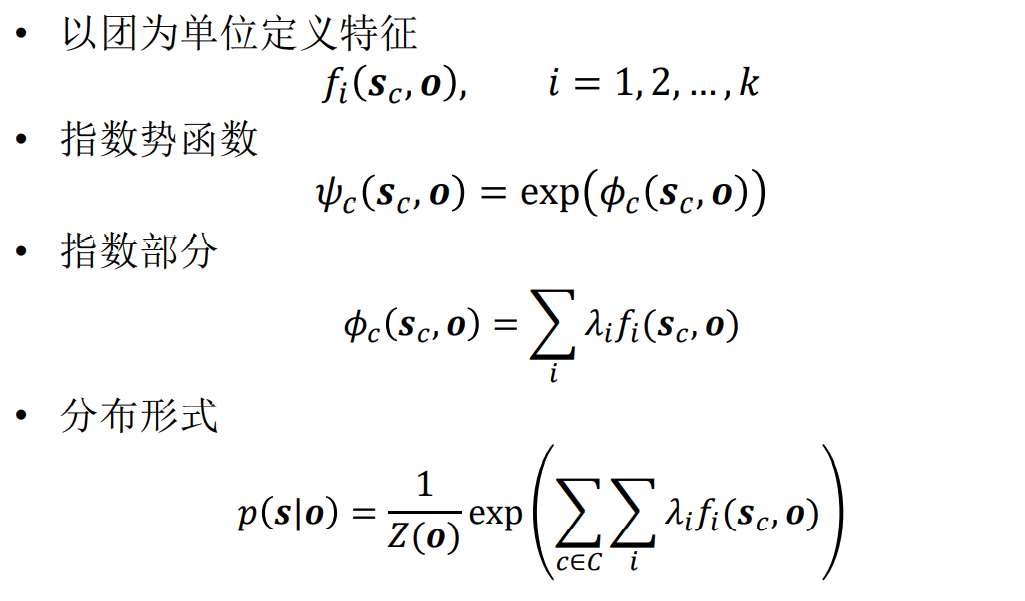 • 以团为单位定义特征
fᵢ(s_c, o), i = 1, 2, … , k
• 指数势函数
ψ_c(s_c, o) = exp(ϕ_c(s_c, o))
• 指数部分
ϕ_c(s_c, o) = ∑_i λᵢfᵢ(s_c, o)
• 分布形式
p(s|o) = 1/Z(o) exp(∑_{c∈C} ∑_i λᵢfᵢ(s_c, o))